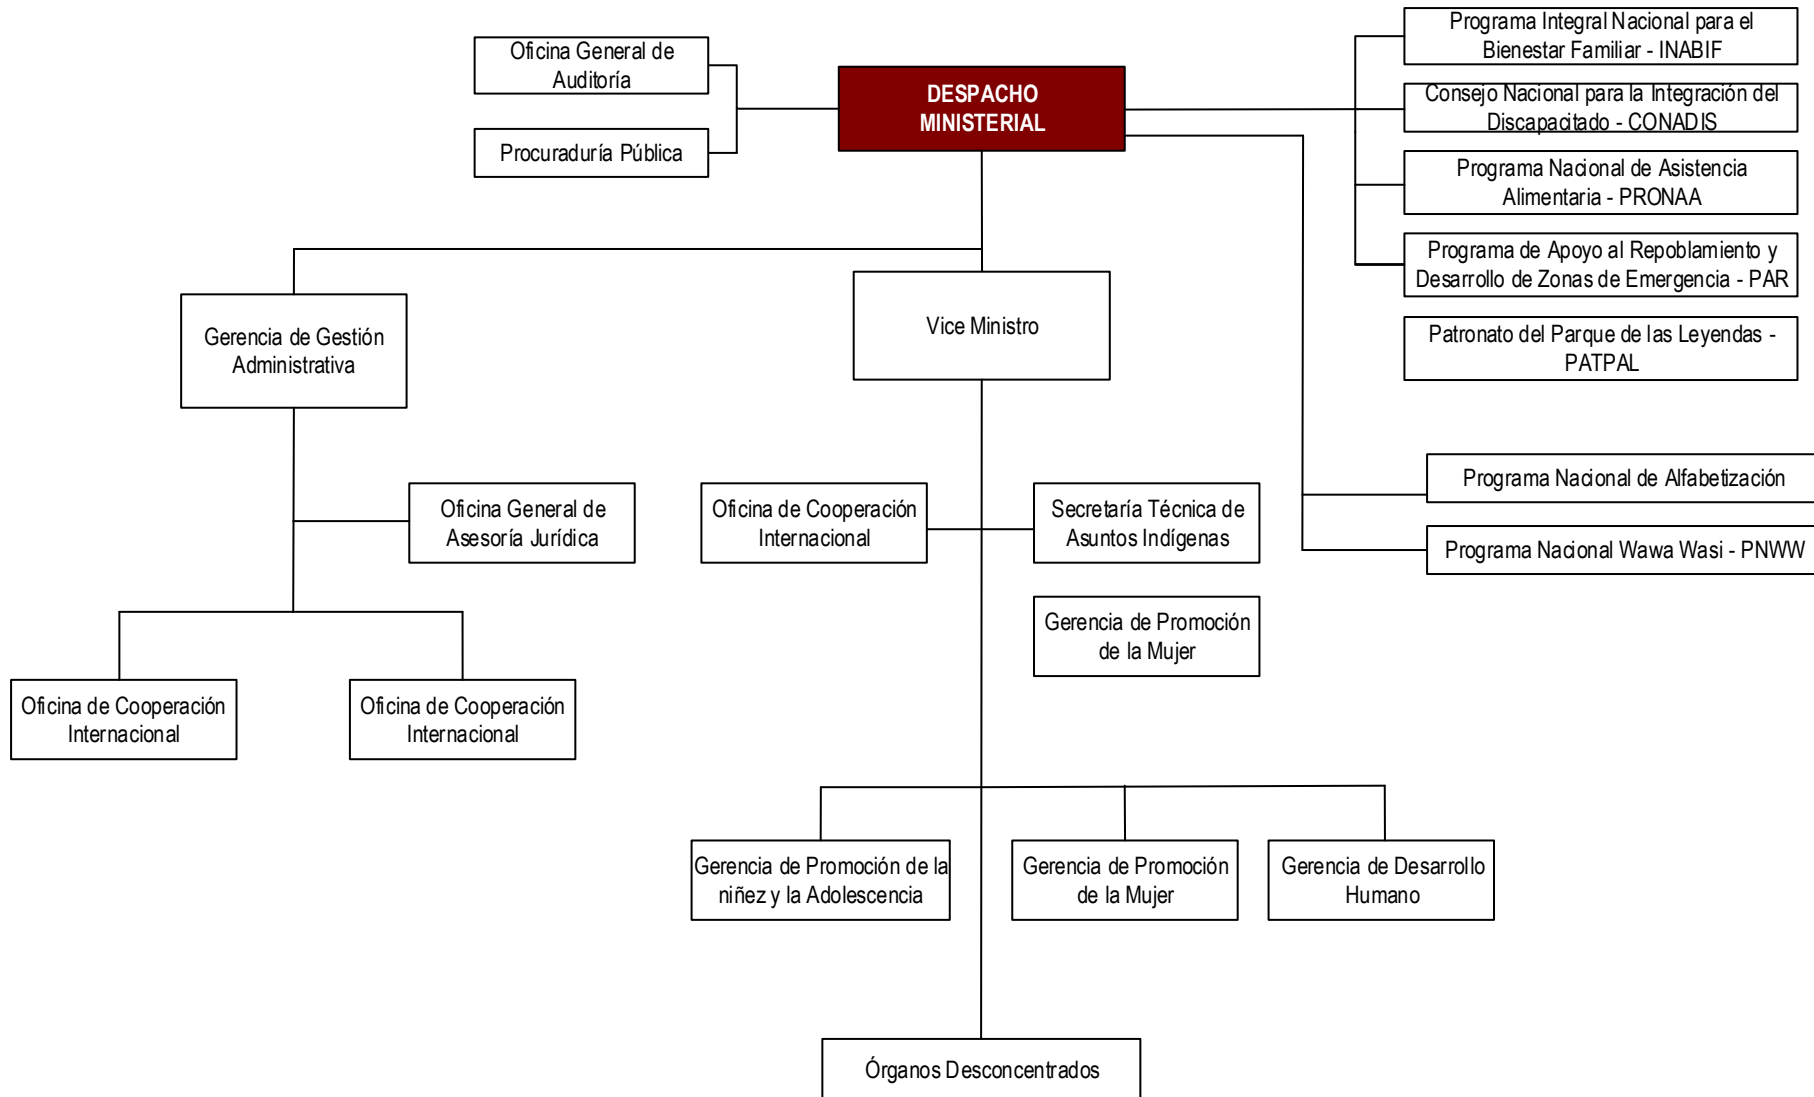 Programa Integral Nacional para el
Bienestar Familiar - INABIF
Oficina General de
Auditoría
DESPACHO
MINISTERIAL
Consejo Nacional para la Integración del
Discapacitado - CONADIS
Procuraduría Pública
Programa Nacional de Asistencia
Alimentaria - PRONAA
Programa de Apoyo al Repoblamiento y
Desarrollo de Zonas de Emergencia - PAR
Gerencia de Gestión
Administrativa
Vice Ministro
Patronato del Parque de las Leyendas -
PATPAL
Programa Nacional de Alfabetización
Oficina General de
Asesoría Jurídica
Oficina de Cooperación
Internacional
Secretaría Técnica de
Asuntos Indígenas
Programa Nacional Wawa Wasi - PNWW
Gerencia de Promoción
de la Mujer
Oficina de Cooperación
Internacional
Oficina de Cooperación
Internacional
Gerencia de Promoción de la
niñez y la Adolescencia
Gerencia de Promoción
de la Mujer
Gerencia de Desarrollo
Humano
Órganos Desconcentrados